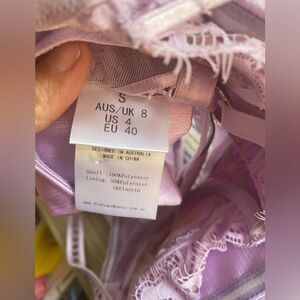 S
AUS/UK 8
US 4
EU 40
DESIGNED IN AUSTRALIA
MADE IN CHINA
Shell :100%Polyester
Lining: 95%Polyester
5%Elastin